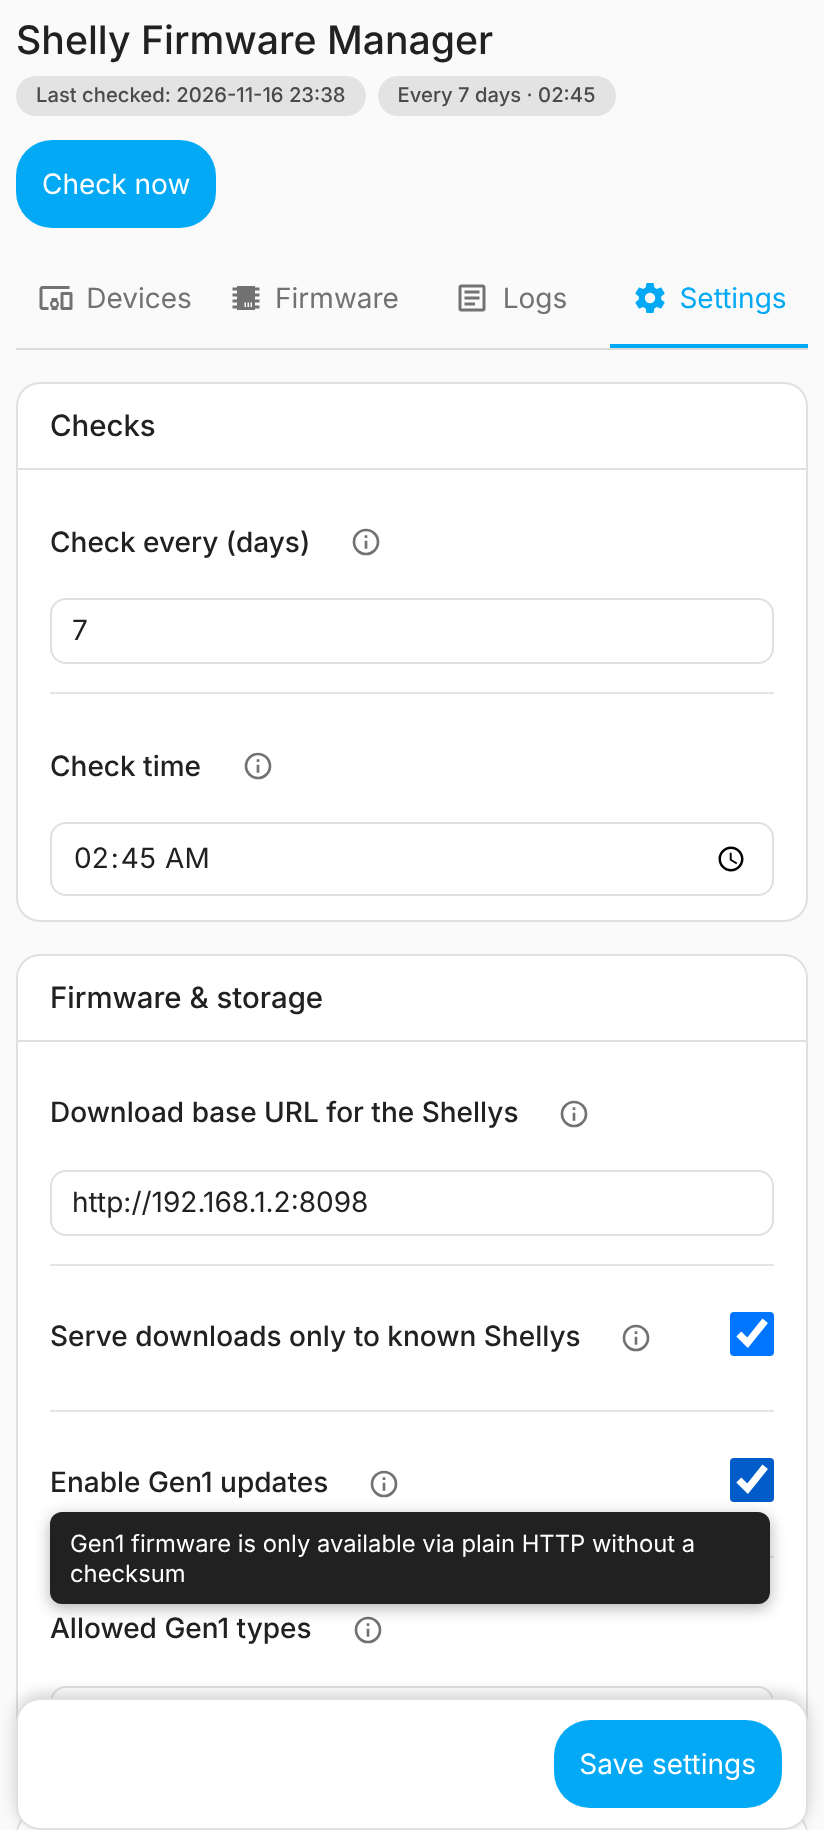 Shelly Firmware Manager
Last checked: 2026-11-16 23:38
Every 7 days · 02:45
Check now
Devices
Firmware
Logs
Settings
Checks
Check every (days)
7
Check time
02:45 AM
Firmware & storage
Download base URL for the Shellys
http://192.168.1.2:8098
Serve downloads only to known Shellys
Enable Gen1 updates
Gen1 firmware is only available via plain HTTP without a
checksum
Allowed Gen1 types
Save settings